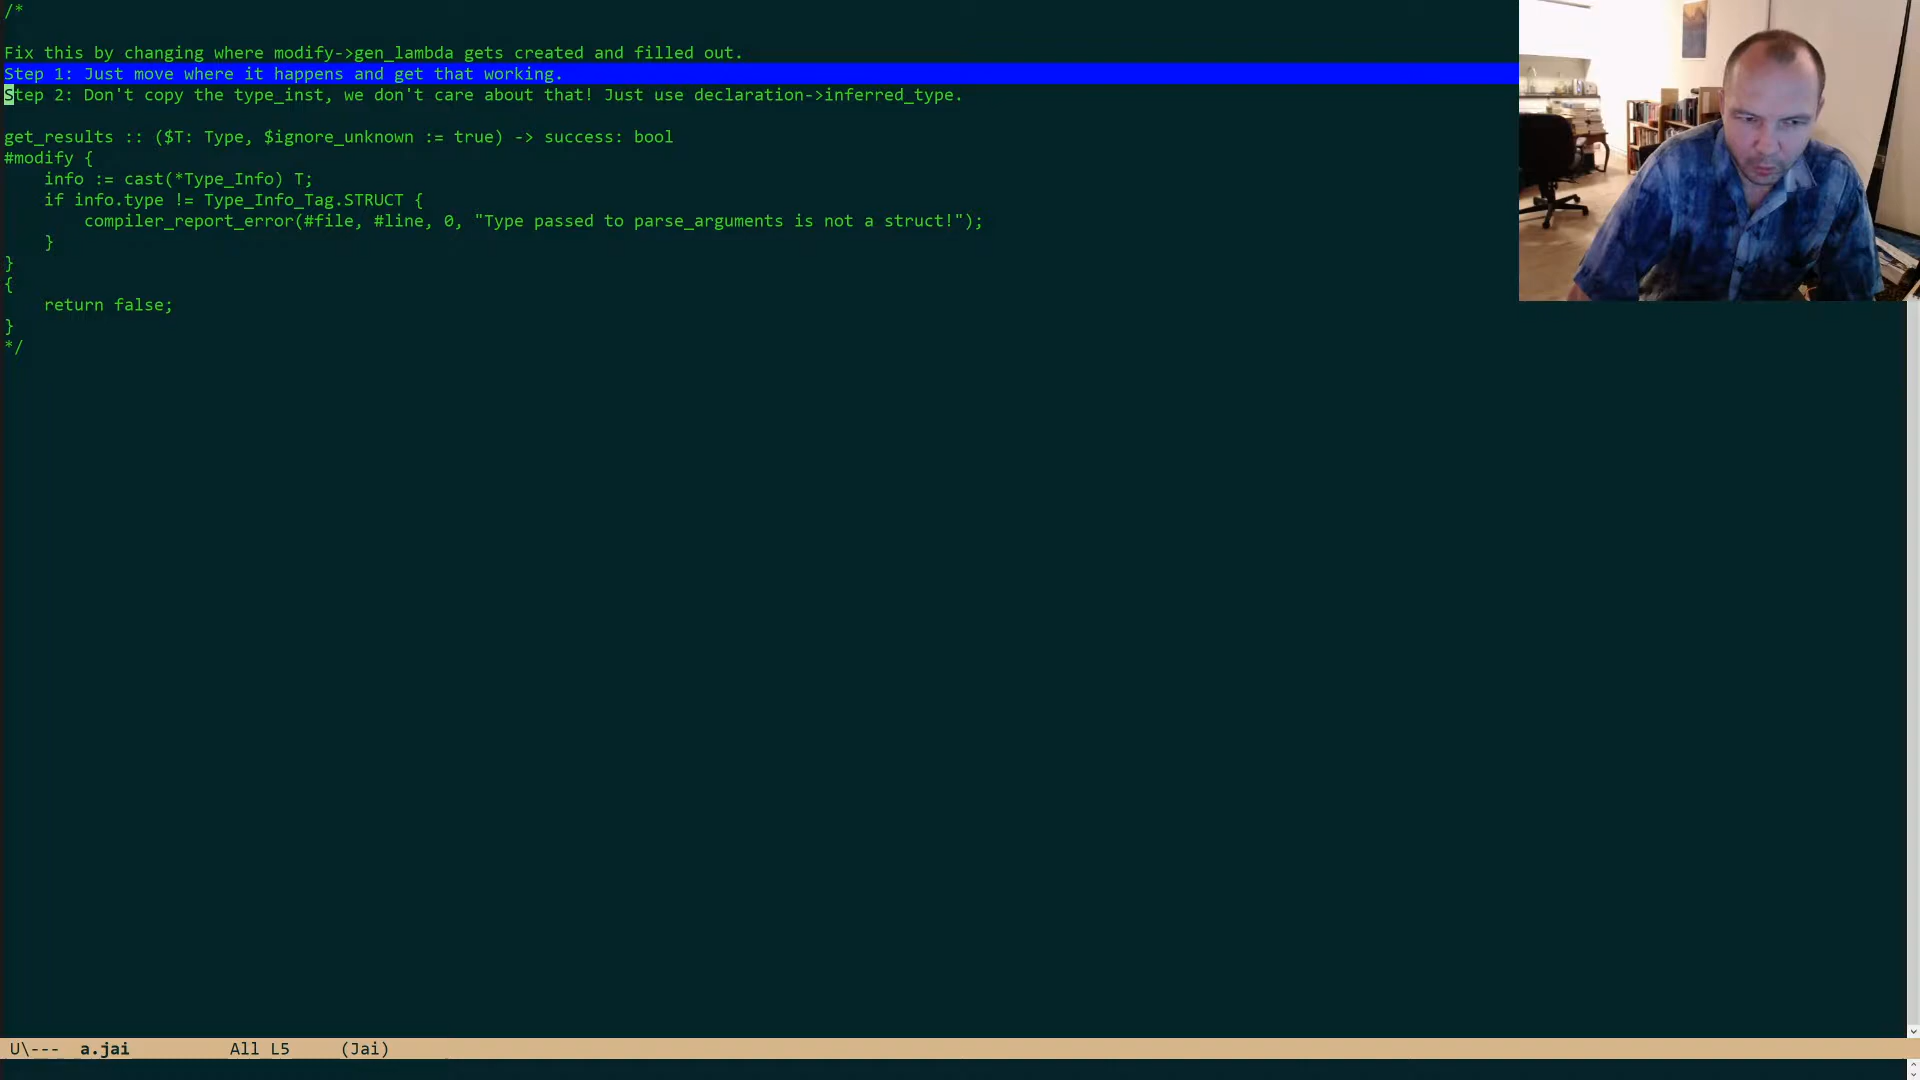 /*
Fix this by changing where modify->gen_lambda gets created and filled out.
Step 1: Just move where it happens and get that working.
Step 2: Don't copy the type_inst, we don't care about that! Just use declaration->inferred_type.
get_results :: ($T: Type, $ignore_unknown := true) -> success: bool
#modify {
    info := cast(*Type_Info) T;
    if info.type != Type_Info_Tag.STRUCT {
        compiler_report_error(#file, #line, 0, "Type passed to parse_arguments is not a struct!");
    }
}
{
    return false;
}
*/
U\--- a.jai All L5 (Jai)